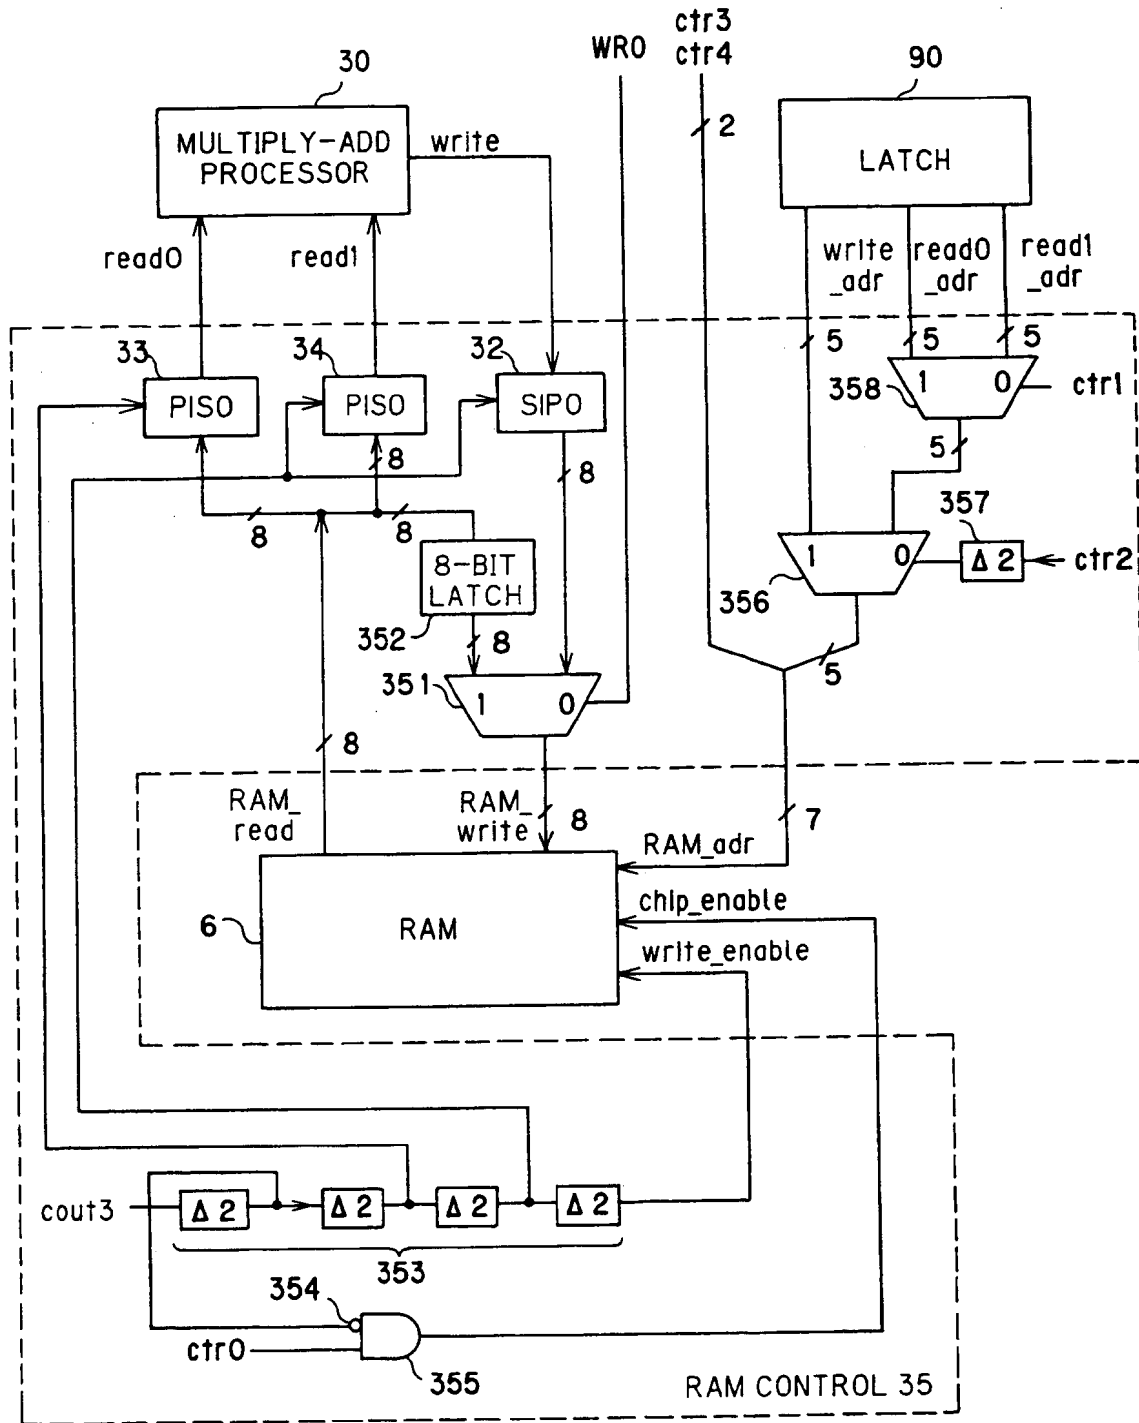 ctr3
WRO ctr4
30
90
2
MULTIPLY-ADD
PROCESSOR
write
LATCH
read0
read1
write
_adr
read0
_adr
read1
_adr
33
34
32
5
5
5
PISO
PISO
SIPO
358
1
0
ctr1
8
8
5
357
8
8
8-BIT
LATCH
1
0
Δ 2
ctr2
352
8
356
351
1
0
5
8
RAM_
read
RAM_
write
8
7
RAM_adr
chip_enable
6
RAM
write_enable
cout3
Δ 2
Δ 2
Δ 2
Δ 2
353
354
ctr0
355
RAM CONTROL 35